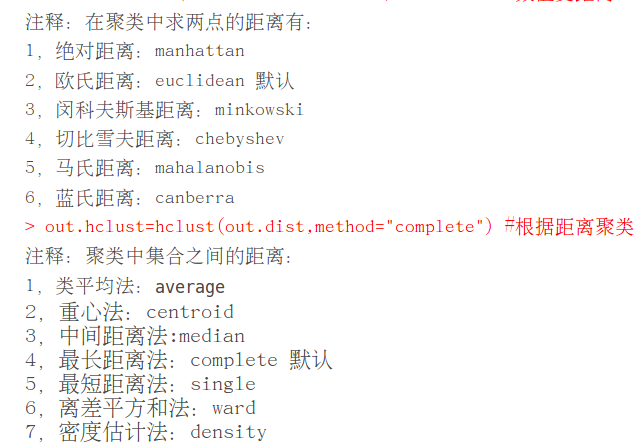 注释: 在聚类中求两点的距离有:
1, 绝对距离: manhattan
2, 欧氏距离: euclidean 默认
3, 闵科夫斯基距离: minkowski
4, 切比雪夫距离: chebyshev
5, 马氏距离: mahalanobis
6, 蓝氏距离: canberra
> out.hclust=hclust(out.dist,method="complete") #根据距离聚类
注释: 聚类中集合之间的距离:
1, 类平均法: average
2, 重心法: centroid
3, 中间距离法:median
4, 最长距离法: complete 默认
5, 最短距离法: single
6, 离差平方和法: ward
7, 密度估计法: density